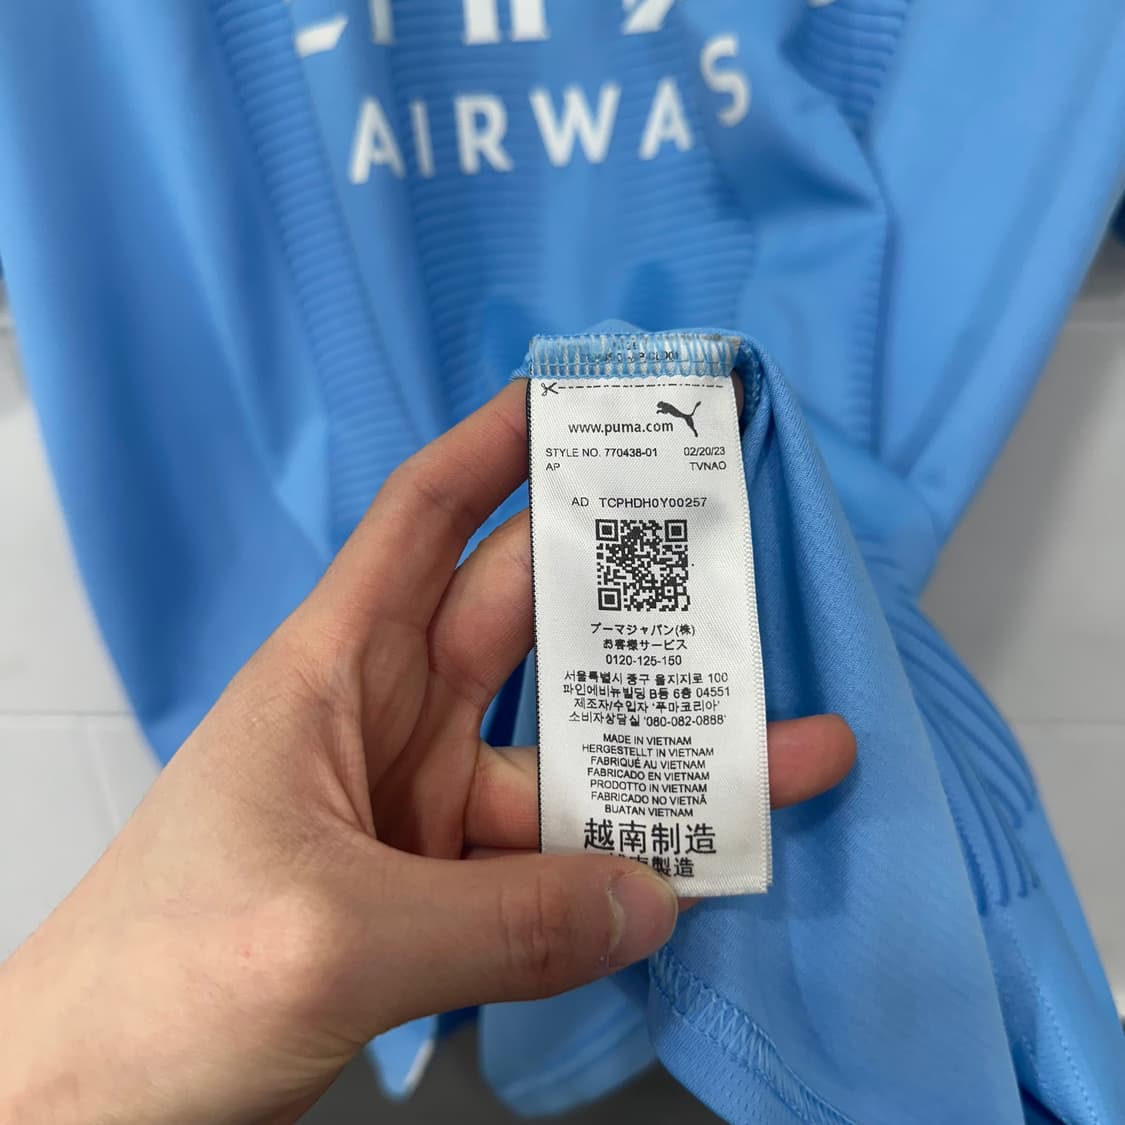 AIRWAS
www.puma.com
STYLE NO. 770438-01 02/20/23
AP TVNAO
AD TCPHDH0Y00257
プーマジャパン(株)
お客様サービス
0120-125-150
서울특별시 중구 을지로 100
파인에비뉴빌딩 B동 6층 04551
제조자/수입자 '푸마코리아'
소비자상담실 '080-082-0888'
MADE IN VIETNAM
HERGESTELLT IN VIETNAM
FABRIQUÉ AU VIETNAM
FABRICADO EN VIETNAM
PRODOTTO IN VIETNAM
FABRICADO NO VIETNÃ
BUATAN VIETNAM
越南制造
越南製造